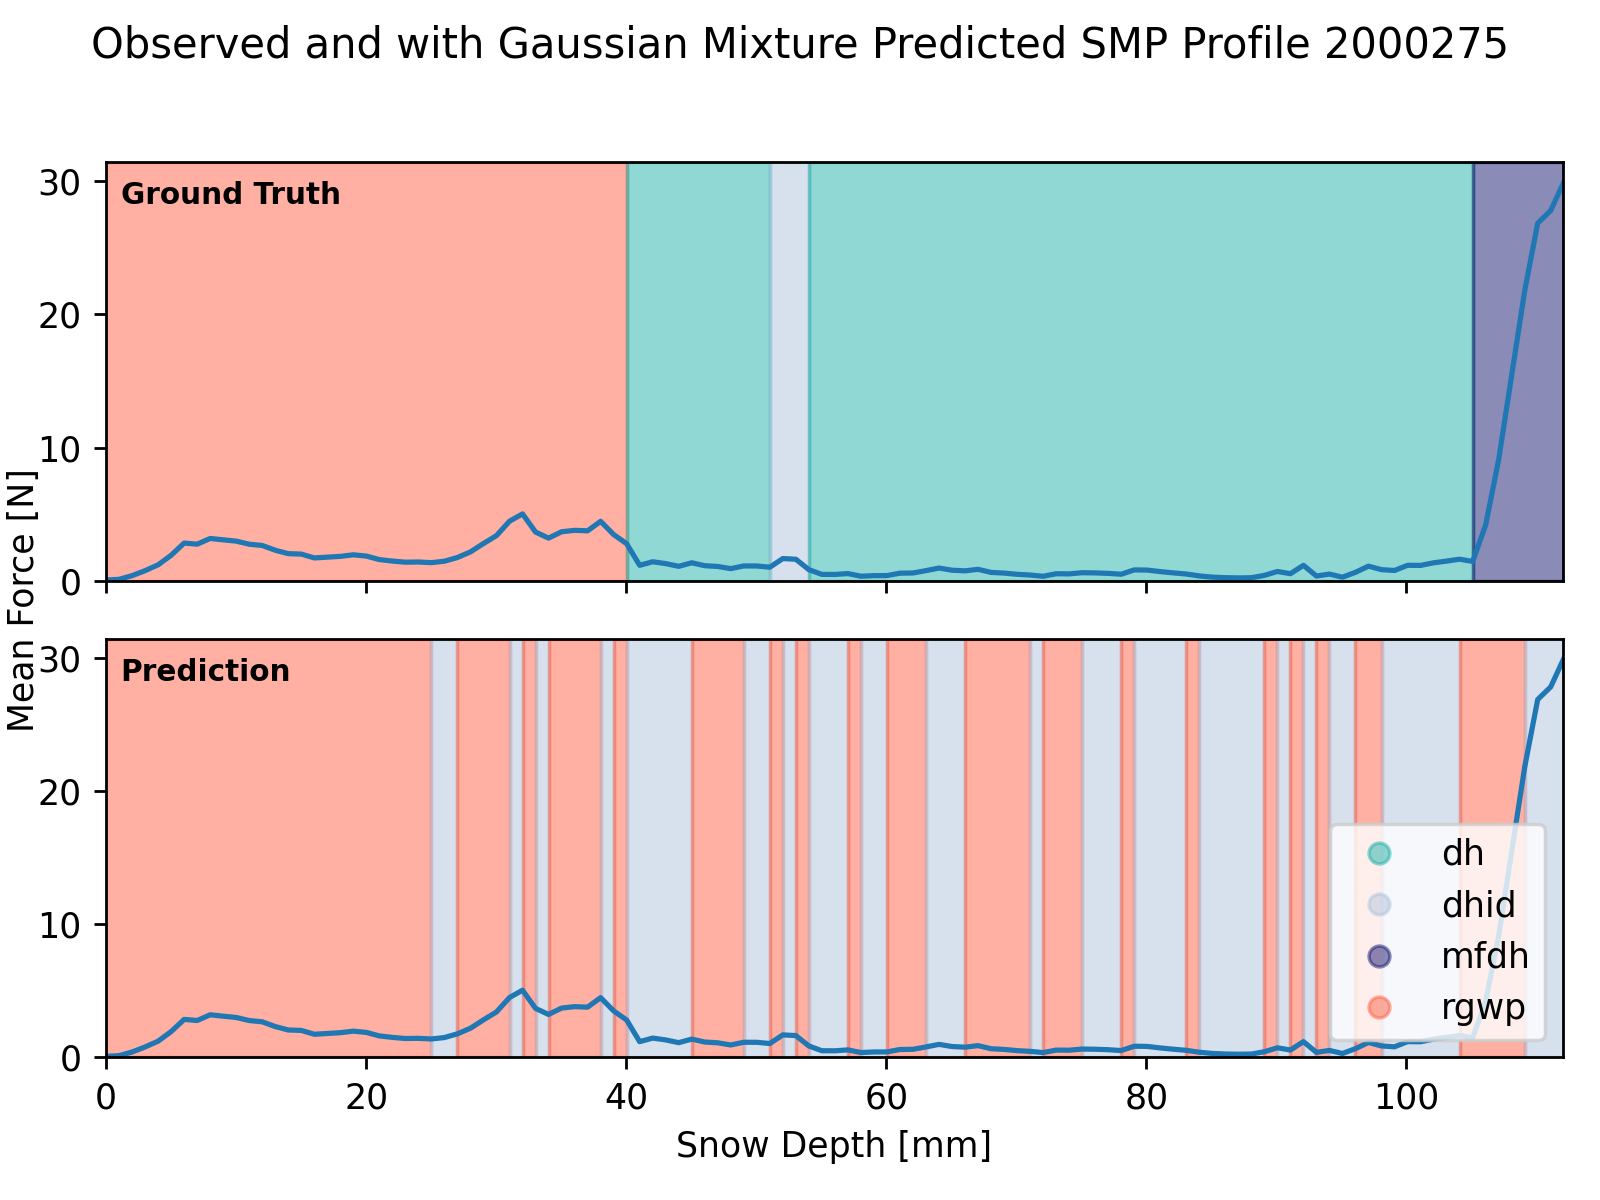 Observed and with Gaussian Mixture Predicted SMP Profile 2000275
30
Ground Truth
20
10
0
Mean Force [N]
30
Prediction
20
10
0
dh
dhid
mfdh
rgwp
0 20 40 60 80 100
Snow Depth [mm]